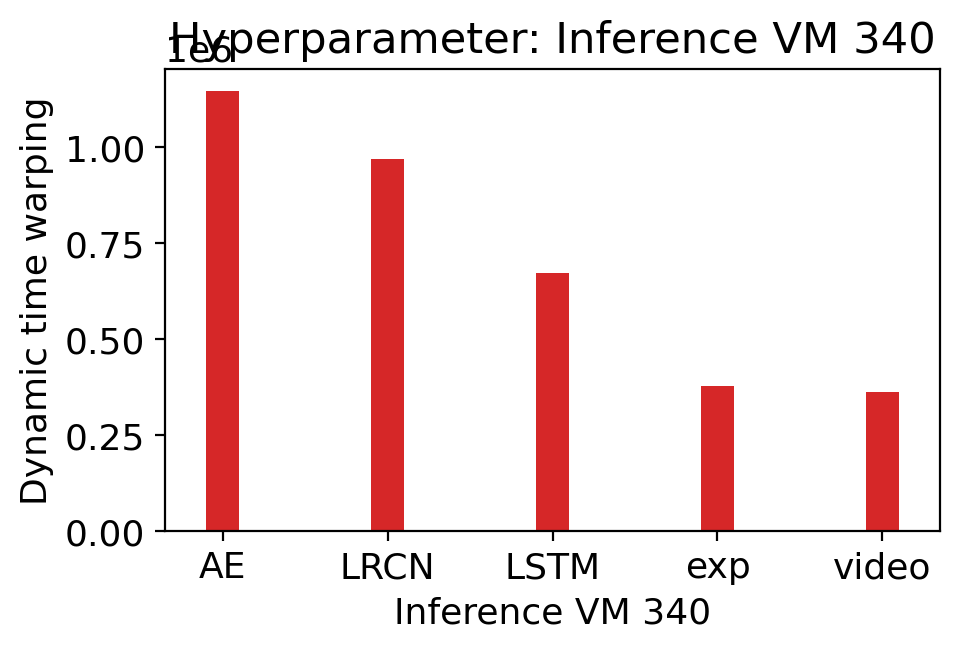 Hyperparameter: Inference VM 340
1e6
Dynamic time warping
1.00
0.75
0.50
0.25
0.00
AE LRCN LSTM exp video
Inference VM 340